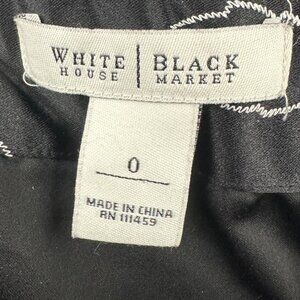 WHITE | BLACK
HOUSE | MARKET
0
MADE IN CHINA
RN 111459